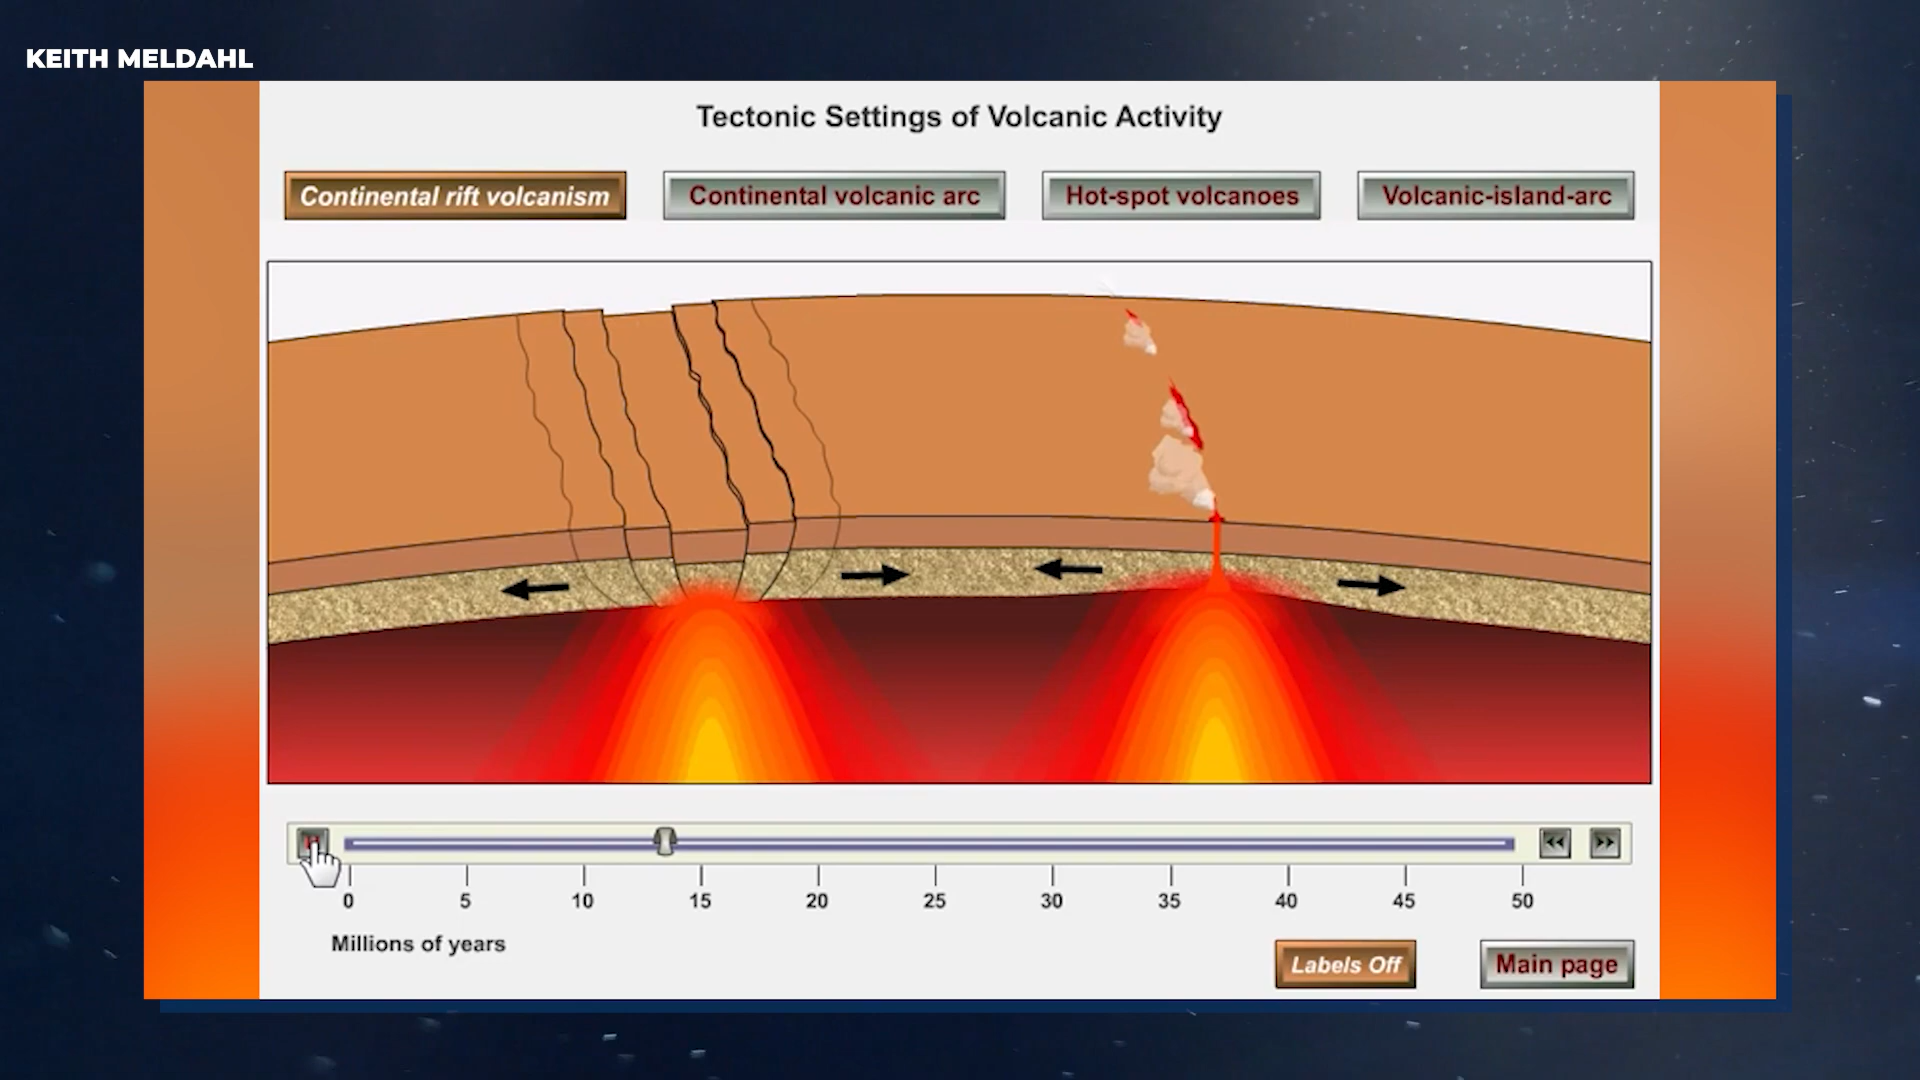 KEITH MELDAHL
Tectonic Settings of Volcanic Activity
Continental rift volcanism
Continental volcanic arc
Hot-spot volcanoes
Volcanic-island-arc
0 5 10 15 20 25 30 35 40 45 50
Millions of years
Labels Off
Main page